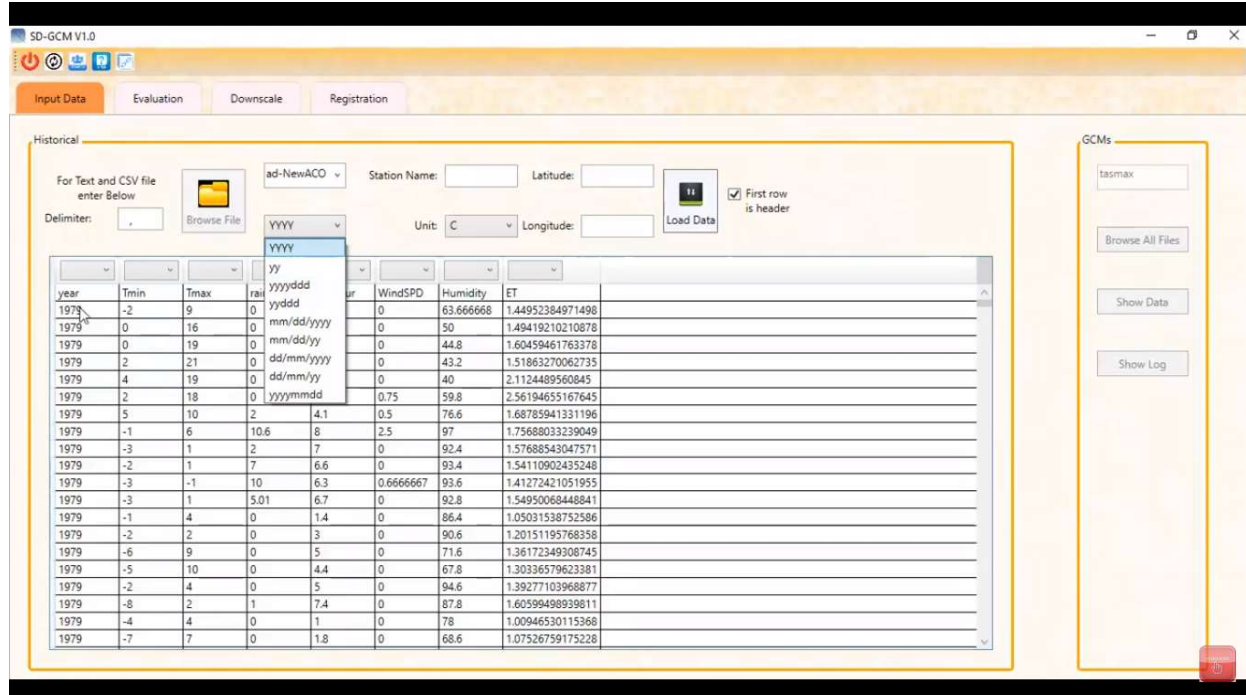 SD-GCM V1.0
Input Data Evaluation Downscale Registration
Historical
For Text and CSV file
enter Below
Delimiter: ,
Browse File
ad-NewACO
YYYY
Station Name:
Unit: C
Latitude:
Longitude:
Load Data
First row
is header
YYYY
yy
yyyyddd
yyddd
mm/dd/yyyy
mm/dd/yy
dd/mm/yyyy
dd/mm/yy
yyyymmdd
year Tmin Tmax rai ur WindSPD Humidity ET
1979 -2 9 0 0 63.666668 1.44952384971498
1979 0 16 0 0 50 1.49419210210878
1979 0 19 0 0 44.8 1.60459461763378
1979 2 21 0 0 43.2 1.51863270062735
1979 4 19 0 0 40 2.1124489560845
1979 2 18 0 0.75 59.8 2.56194655167645
1979 5 10 2 4.1 0.5 76.6 1.68785941331196
1979 -1 6 10.6 8 2.5 97 1.75688033239049
1979 -3 1 2 7 0 92.4 1.57688543047571
1979 -2 1 7 6.6 0 93.4 1.54110902435248
1979 -3 -1 10 6.3 0.6666667 93.6 1.41272421051955
1979 -3 1 5.01 6.7 0 92.8 1.54950068448841
1979 -1 4 0 1.4 0 86.4 1.05031538752586
1979 -2 2 0 3 0 90.6 1.20151195768358
1979 -6 9 0 5 0 71.6 1.36172349308745
1979 -5 10 0 4.4 0 67.8 1.30336579623381
1979 -2 4 0 5 0 94.6 1.39277103968877
1979 -8 2 1 7.4 0 87.8 1.60599498939811
1979 -4 4 0 1 0 78 1.00946530115368
1979 -7 7 0 1.8 0 68.6 1.07526759175228
GCMs
tasmax
Browse All Files
Show Data
Show Log